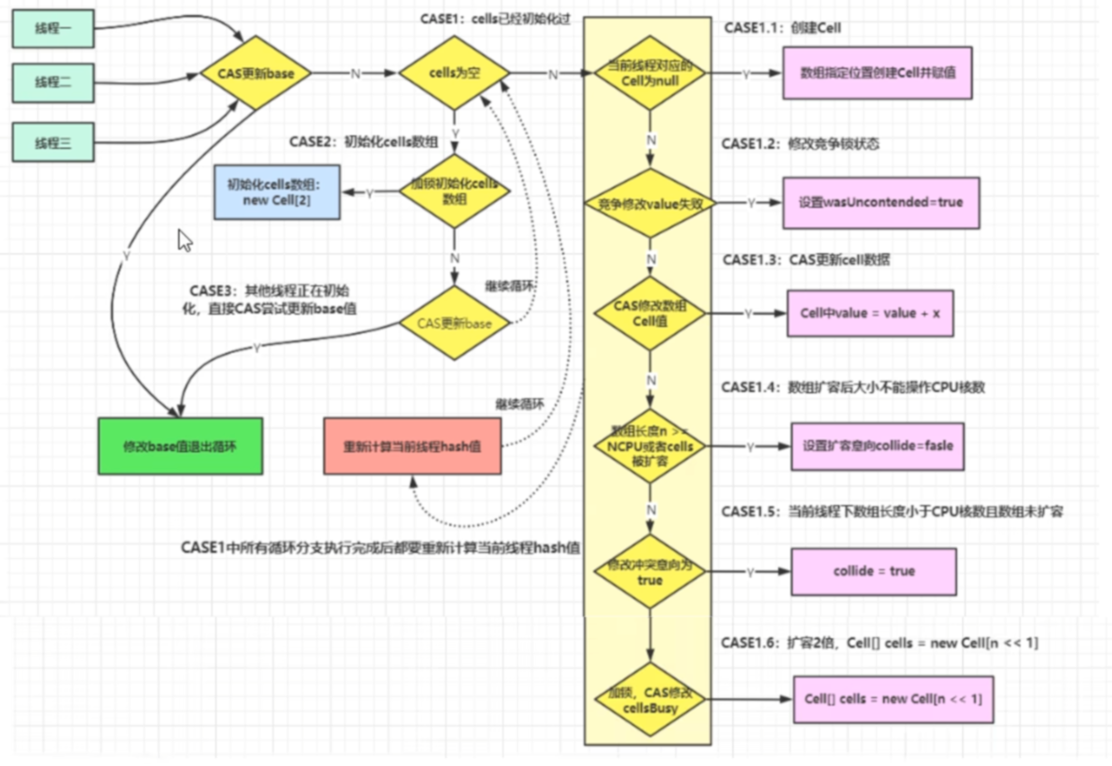 线程一
线程二
线程三
CAS更新base
N
Y
CASE1：cells已经初始化过
cells为空
N
Y
CASE2：初始化cells数组
加锁初始化cells
数组
Y
初始化cells数组：
new Cell[2]
N
CASE3：其他线程正在初始
化，直接CAS尝试更新base值
CAS更新base
Y
继续循环
修改base值退出循环
继续循环
重新计算当前线程hash值
CASE1中所有循环分支执行完成后都要重新计算当前线程hash值
当前线程对应的
Cell为null
Y
CASE1.1：创建Cell
数组指定位置创建Cell并赋值
N
CASE1.2：修改竞争锁状态
竞争修改value失败
Y
设置wasUncontended=true
N
CASE1.3：CAS更新cell数据
CAS修改数组
Cell值
Y
Cell中value = value + x
N
CASE1.4：数组扩容后大小不能操作CPU核数
数组长度n >=
NCPU或者cells
被扩容
Y
设置扩容意向collide=fasle
N
CASE1.5：当前线程下数组长度小于CPU核数且数组未扩容
修改冲突意向为
true
Y
collide = true
CASE1.6：扩容2倍，Cell[] cells = new Cell[n << 1]
加锁，CAS修改
cellsBusy
Cell[] cells = new Cell[n << 1]